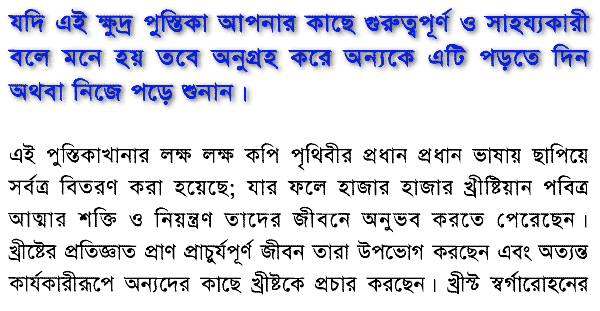 যদি এই ক্ষুদ্র পুস্তিকা আপনার কাছে গুরুত্বপূর্ণ ও সাহয্যকারী
বলে মনে হয় তবে অনুগ্রহ করে অন্যকে এটি পড়তে দিন
অথবা নিজে পড়ে শুনান।
এই পুস্তিকাখানার লক্ষ লক্ষ কপি পৃথিবীর প্রধান প্রধান ভাষায় ছাপিয়ে
সর্বত্র বিতরণ করা হয়েছে; যার ফলে হাজার হাজার খ্রীষ্টিয়ান পবিত্র
আত্মার শক্তি ও নিয়ন্ত্রণ তাদের জীবনে অনুভব করতে পেরেছেন।
খ্রীষ্টের প্রতিজ্ঞাত প্রাণ প্রাচুর্যপূর্ণ জীবন তারা উপভোগ করছেন এবং অত্যন্ত
কার্যকারীরূপে অন্যদের কাছে খ্রীষ্টকে প্রচার করছেন। খ্রীস্ট স্বর্গারোহনের